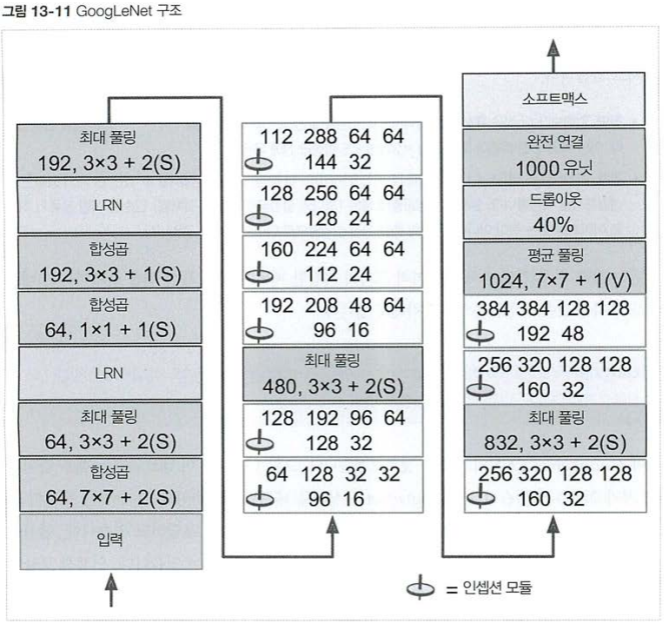 그림 13-11 GoogLeNet 구조
최대 풀링
192, 3×3 + 2(S)
LRN
합성곱
192, 3×3 + 1(S)
합성곱
64, 1×1 + 1(S)
LRN
최대 풀링
64, 3×3 + 2(S)
합성곱
64, 7×7 + 2(S)
입력
112 288 64 64
144 32
128 256 64 64
128 24
160 224 64 64
112 24
192 208 48 64
96 16
최대 풀링
480, 3×3 + 2(S)
128 192 96 64
128 32
64 128 32 32
96 16
소프트맥스
완전 연결
1000 유닛
드롭아웃
40%
평균 풀링
1024, 7×7 + 1(V)
384 384 128 128
192 48
256 320 128 128
160 32
최대 풀링
832, 3×3 + 2(S)
256 320 128 128
160 32
= 인셉션 모듈